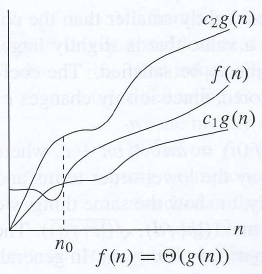 c₂g(n)
f(n)
c₁g(n)
n
n₀
f(n) = Θ(g(n))